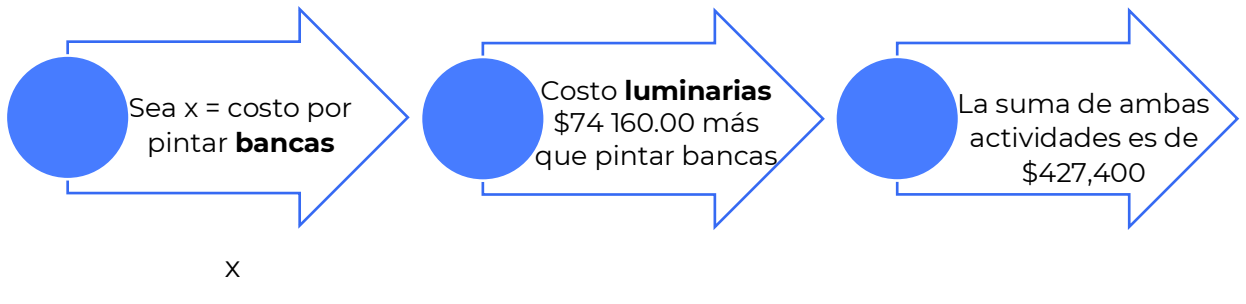 Sea x = costo por
pintar bancas
Costo luminarias
$74 160.00 más
que pintar bancas
La suma de ambas
actividades es de
$427,400
x